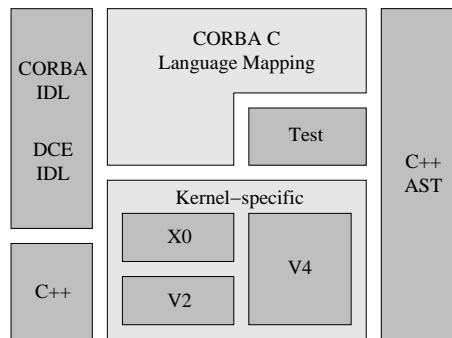 CORBA
IDL
DCE
IDL
C++
CORBA C
Language Mapping
Test
Kernel−specific
X0
V2
V4
C++
AST